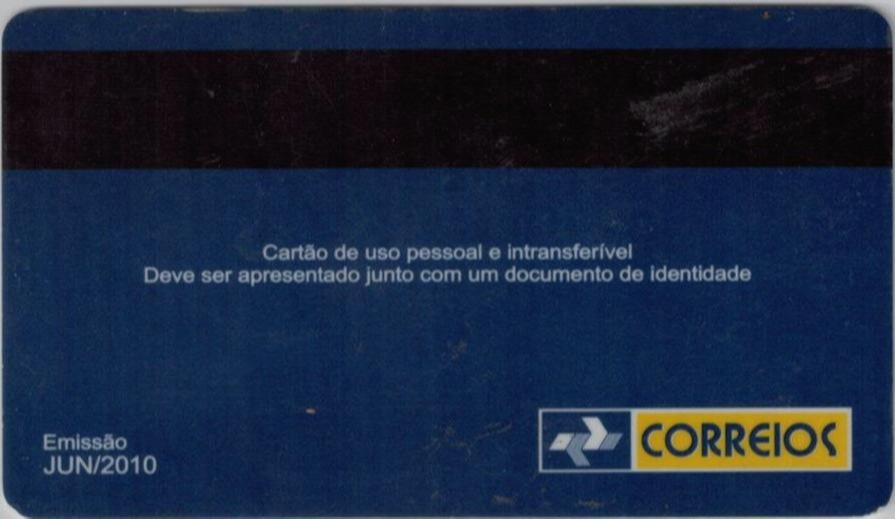 Cartão de uso pessoal e intransferível
Deve ser apresentado junto com um documento de identidade
Emissão
JUN/2010
CORREIOS